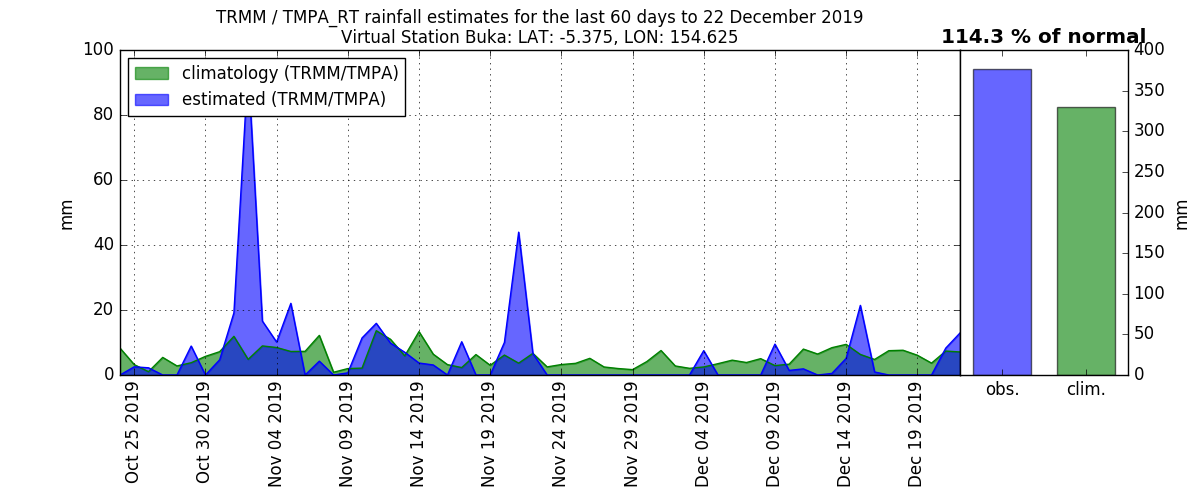 TRMM / TMPA_RT rainfall estimates for the last 60 days to 22 December 2019
Virtual Station Buka: LAT: -5.375, LON: 154.625
114.3 % of normal
climatology (TRMM/TMPA)
estimated (TRMM/TMPA)
mm
100
80
60
40
20
0
Oct 25 2019
Oct 30 2019
Nov 04 2019
Nov 09 2019
Nov 14 2019
Nov 19 2019
Nov 24 2019
Nov 29 2019
Dec 04 2019
Dec 09 2019
Dec 14 2019
Dec 19 2019
obs.
clim.
400
350
300
250
200
150
100
50
0
mm